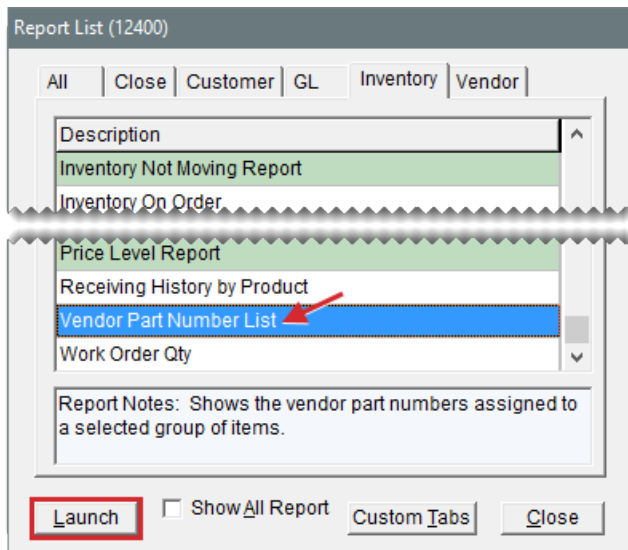 Report List (12400)
All Close Customer GL Inventory Vendor
Description
Inventory Not Moving Report
Inventory On Order
Price Level Report
Receiving History by Product
Vendor Part Number List
Work Order Qty
Report Notes: Shows the vendor part numbers assigned to
a selected group of items.
Launch Show All Report Custom Tabs Close